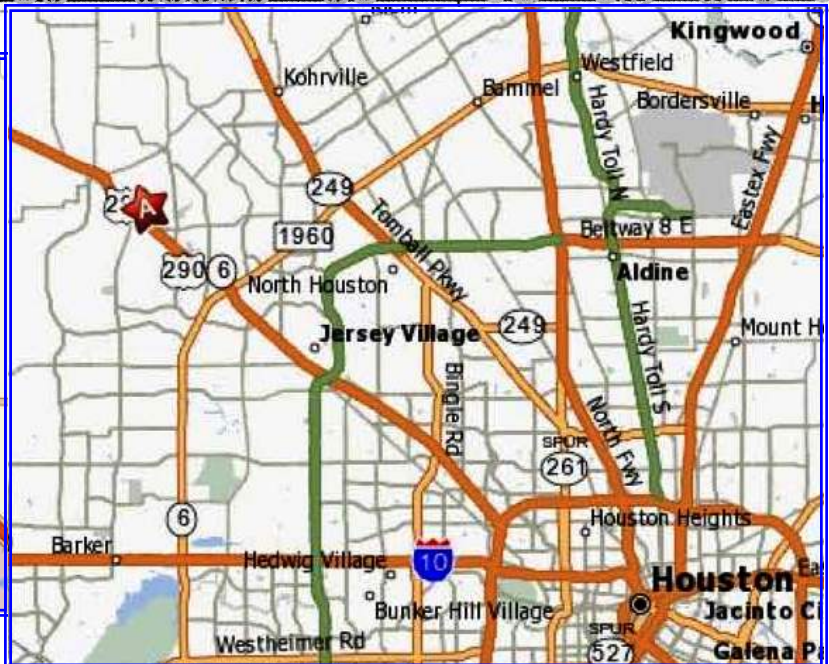 Kingwood
Kohrville
Westfield
Bammel
Bordersville
Hardy Toll N
Eastex Fwy
249
A
Tomball Pkwy
1960
Beltway 8 E
290
6
North Houston
Aldine
Jersey Village
249
Hardy Toll S
Bingle Rd
North Fwy
SPUR
261
6
Houston Heights
Barker
Hedwig Village
10
Houston
Bunker Hill Village
Jacinto Ci
SPUR
527
Westheimer Rd
Galena Pa
Mount H